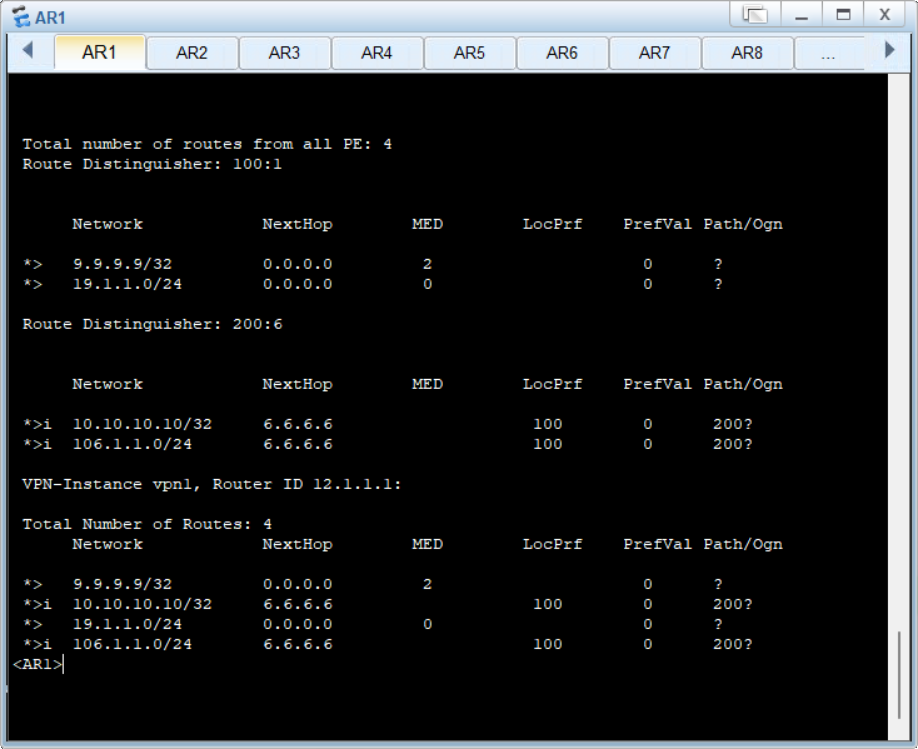 AR1
AR1 AR2 AR3 AR4 AR5 AR6 AR7 AR8 ...
Total number of routes from all PE: 4
Route Distinguisher: 100:1
Network NextHop MED LocPrf PrefVal Path/Ogn
*> 9.9.9.9/32 0.0.0.0 2 0 ?
*> 19.1.1.0/24 0.0.0.0 0 0 ?
Route Distinguisher: 200:6
Network NextHop MED LocPrf PrefVal Path/Ogn
*>i 10.10.10.10/32 6.6.6.6 100 0 200?
*>i 106.1.1.0/24 6.6.6.6 100 0 200?
VPN-Instance vpn1, Router ID 12.1.1.1:
Total Number of Routes: 4
Network NextHop MED LocPrf PrefVal Path/Ogn
*> 9.9.9.9/32 0.0.0.0 2 0 ?
*>i 10.10.10.10/32 6.6.6.6 100 0 200?
*> 19.1.1.0/24 0.0.0.0 0 0 ?
*>i 106.1.1.0/24 6.6.6.6 100 0 200?
<AR1>